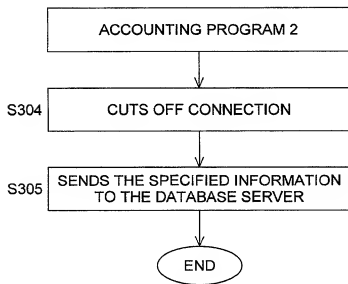 ACCOUNTING PROGRAM 2
S304
CUTS OFF CONNECTION
S305
SENDS THE SPECIFIED INFORMATION
TO THE DATABASE SERVER
END